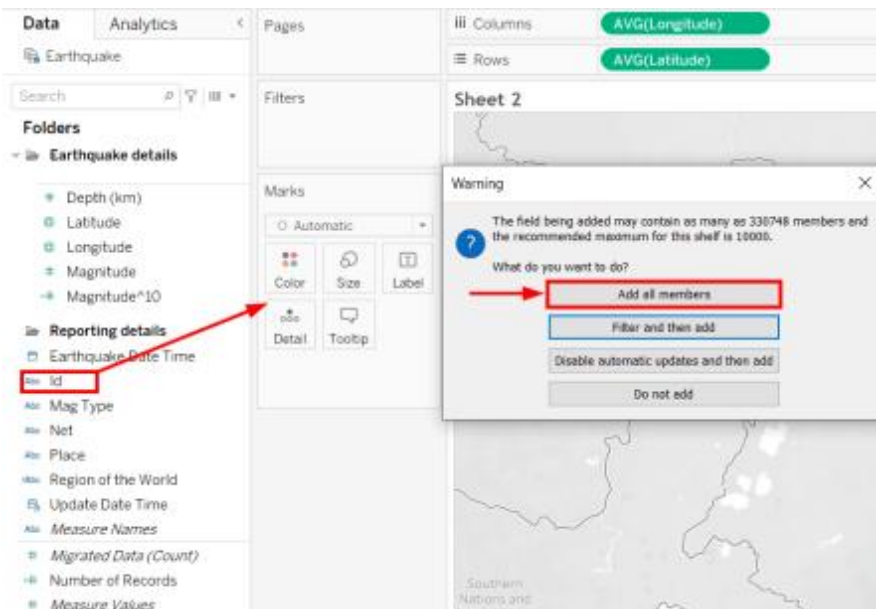 Data Analytics
Earthquake
Search
Folders
Earthquake details
Depth (km)
Latitude
Longitude
Magnitude
Magnitude^10
Reporting details
Earthquake Date Time
Id
Abc Mag Type
Abc Net
Abc Place
Region of the World
Update Date Time
Abc Measure Names
Migrated Data (Count)
Number of Records
Measure Values
Pages
Filters
Marks
Automatic
Color Size Label
Detail Tooltip
Columns AVG(Longitude)
Rows AVG(Latitude)
Sheet 2
Warning
The field being added may contain as many as 330748 members and
the recommended maximum for this shelf is 10000.
What do you want to do?
Add all members
Filter and then add
Disable automatic updates and then add
Do not add
Southern
Nations and